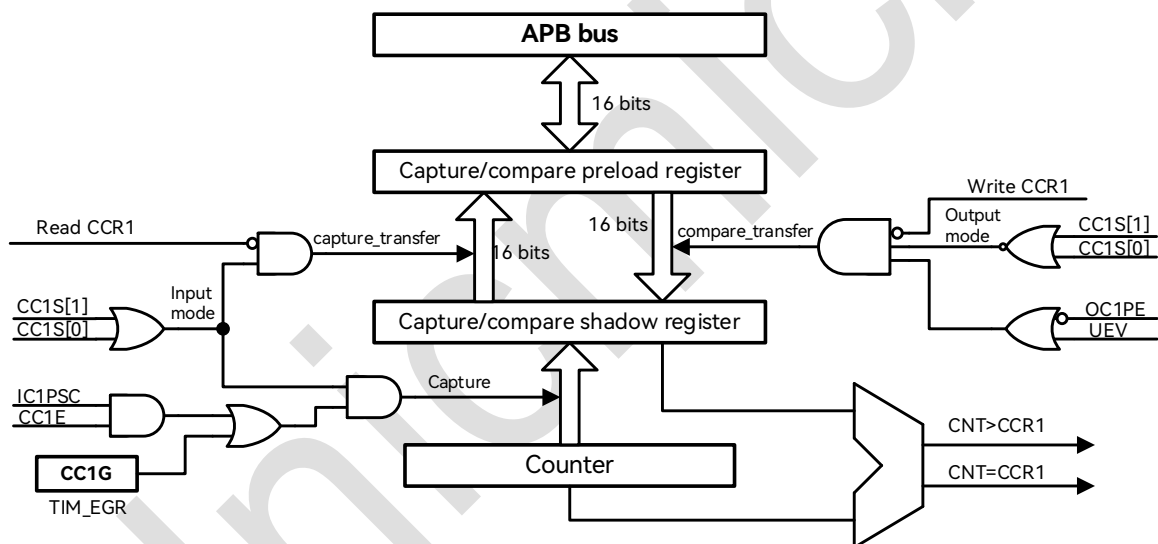 APB bus
16 bits
Capture/compare preload register
Write CCR1
Read CCR1
capture_transfer
16 bits
16 bits
compare_transfer
Output
mode
CC1S[1]
CC1S[0]
CC1S[1]
CC1S[0]
Input
mode
Capture/compare shadow register
OC1PE
UEV
IC1PSC
CC1E
Capture
CC1G
TIM_EGR
Counter
CNT>CCR1
CNT=CCR1